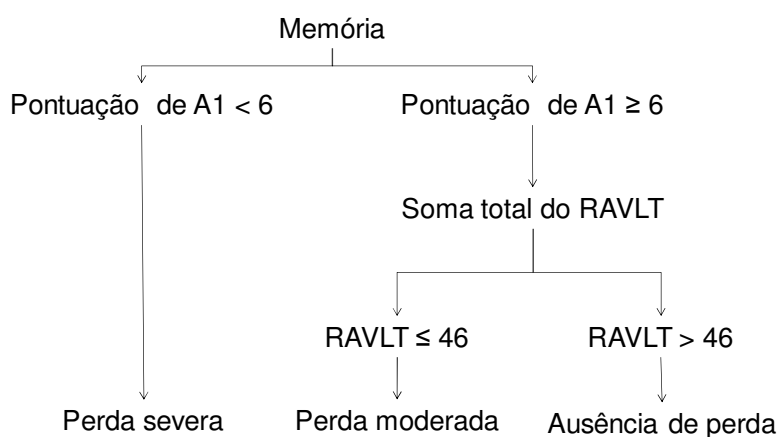 Memória
Pontuação de A1 < 6
Pontuação de A1 ≥ 6
Soma total do RAVLT
RAVLT ≤ 46
RAVLT > 46
Perda severa
Perda moderada
Ausência de perda